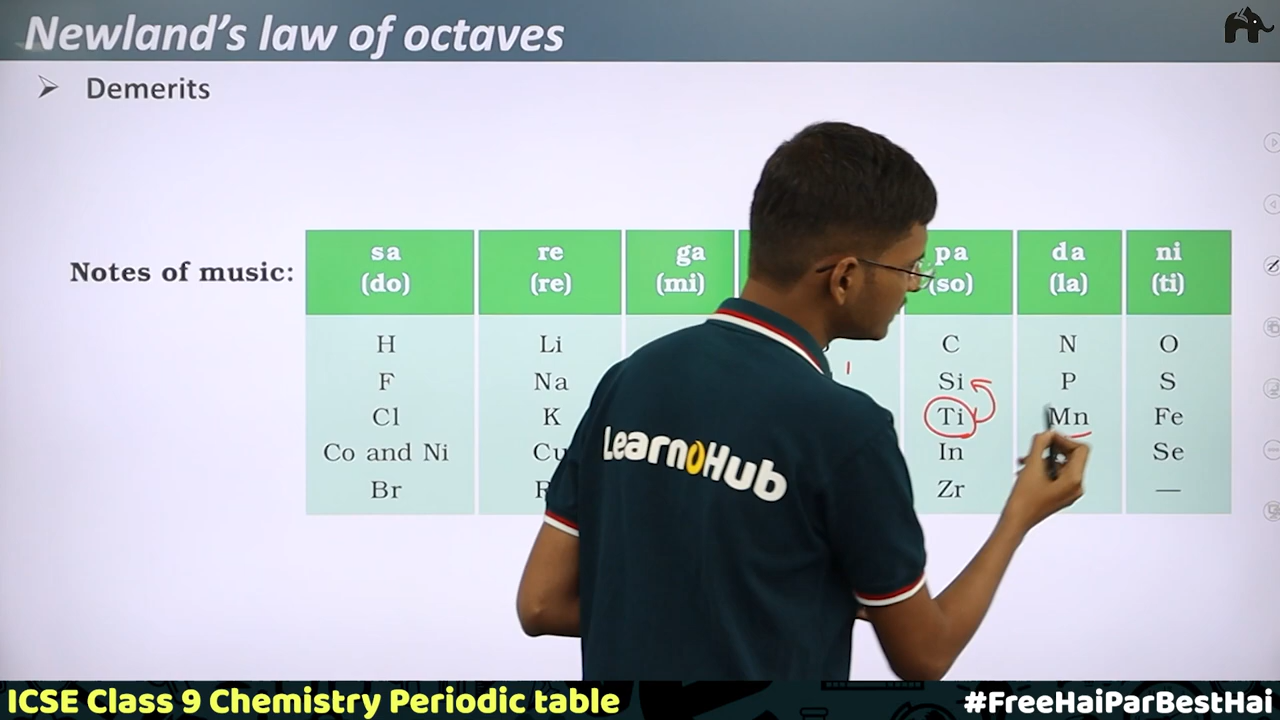 Newland's law of octaves
Demerits
Notes of music:
sa re ga pa da ni
(do) (re) (mi) (so) (la) (ti)
H Li C N O
F Na Si P S
Cl K Ti Mn Fe
Co and Ni Cu In Se
Br Zr —
LearnoHub
ICSE Class 9 Chemistry Periodic table
#FreeHaiParBestHai